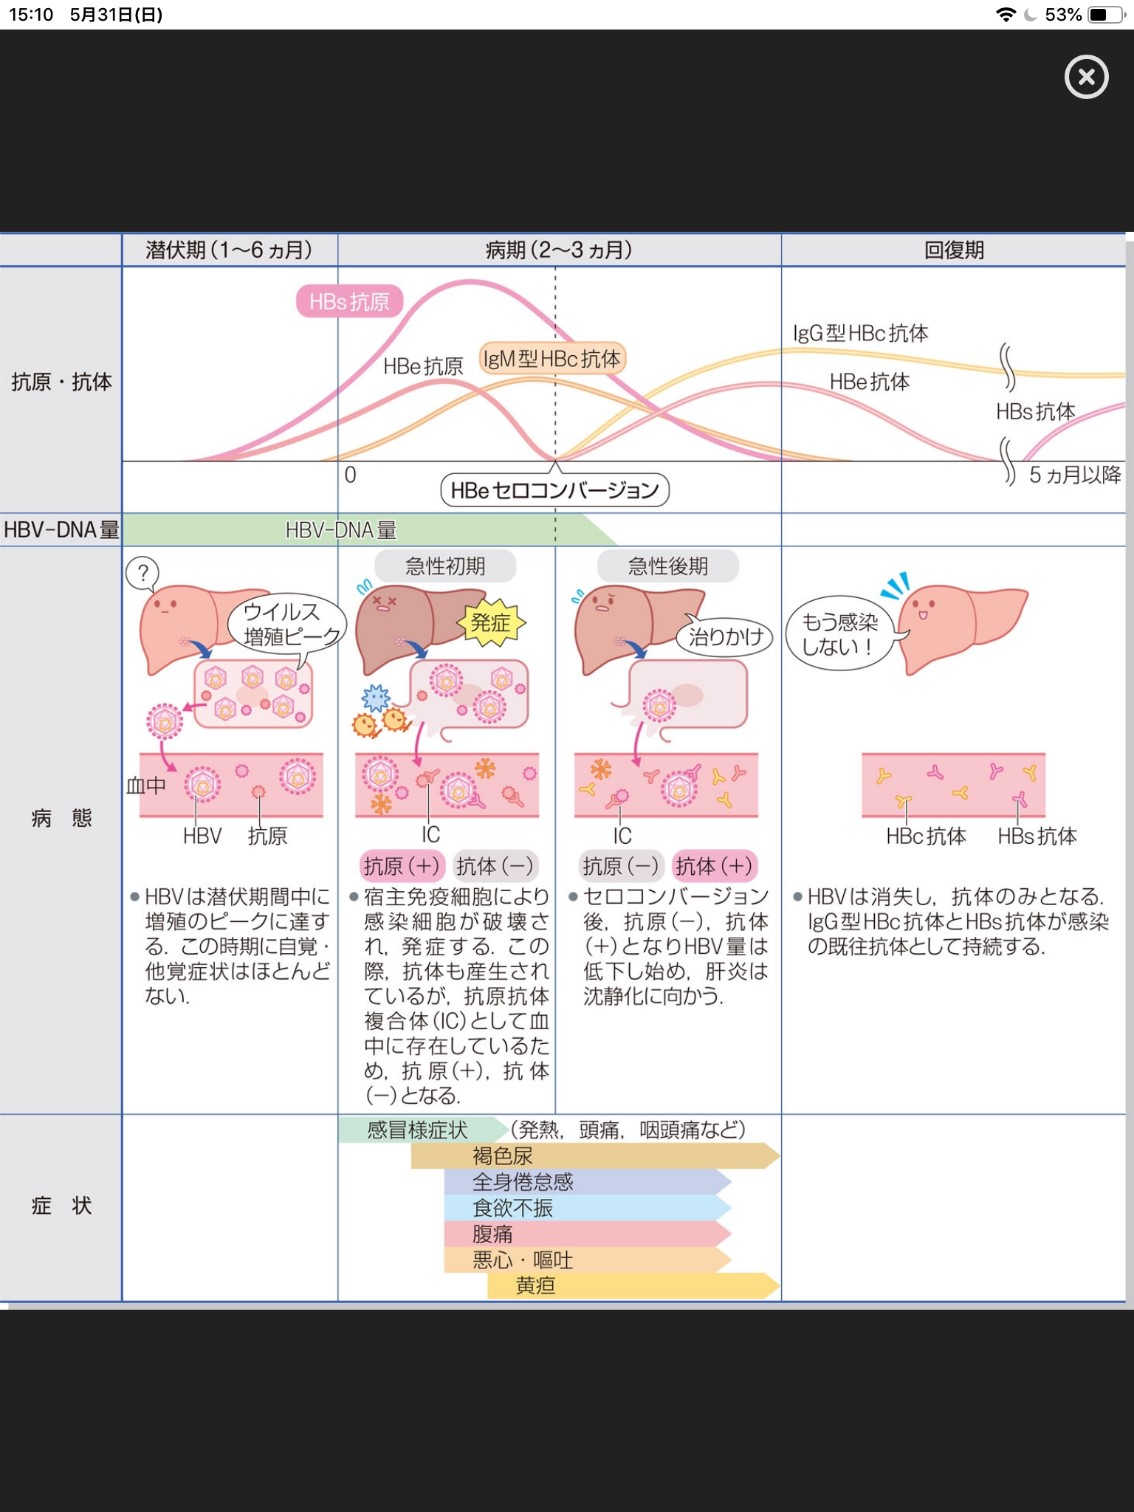 15:10 5月31日(日)
53%
潜伏期(1〜6ヵ月)
病期(2〜3ヵ月)
回復期
抗原・抗体
HBs抗原
HBe抗原
IgM型HBc抗体
IgG型HBc抗体
HBe抗体
HBs抗体
0
5ヵ月以降
HBeセロコンバージョン
HBV-DNA量
HBV-DNA量
病 態
?
ウイルス
増殖ピーク
血中
HBV
抗原
●HBVは潜伏期間中に
増殖のピークに達す
る.この時期に自覚・
他覚症状はほとんど
ない.
急性初期
発症
IC
抗原(+)
抗体(−)
●宿主免疫細胞により
感染細胞が破壊さ
れ,発症する.この
際,抗体も産生され
ているが,抗原抗体
複合体(IC)として血
中に存在しているた
め,抗原(+),抗体
(−)となる.
急性後期
治りかけ
IC
抗原(−)
抗体(+)
●セロコンバージョン
後,抗原(−),抗体
(+)となりHBV量は
低下し始め,肝炎は
沈静化に向かう.
もう感染
しない!
HBc抗体
HBs抗体
●HBVは消失し,抗体のみとなる.
IgG型HBc抗体とHBs抗体が感染
の既往抗体として持続する.
症 状
感冒様症状
(発熱,頭痛,咽頭痛など)
褐色尿
全身倦怠感
食欲不振
腹痛
悪心・嘔吐
黄疸